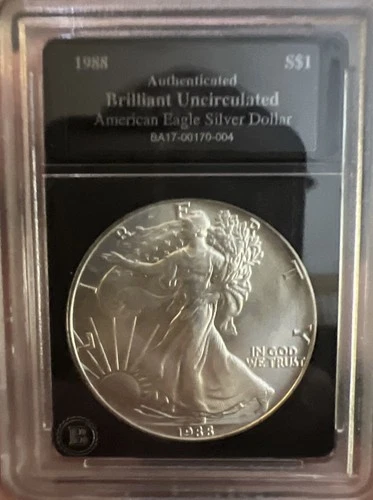 1988 S$1
Authenticated
Brilliant Uncirculated
American Eagle Silver Dollar
BA17-00170-004
LIBERTY
IN GOD
WE TRUST
1988
B